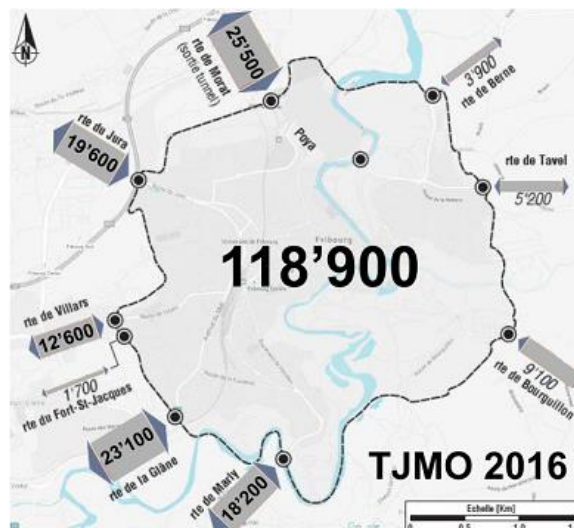 N
25'500
rte de Morat
(sortie tunnel)
3'900
rte de Berne
rte du Jura
19'600
Poya
rte de Tavel
5'200
Fribourg
118'900
rte de Villars
12'600
1'700
rte du Fort-St-Jacques
9'100
rte de Bourguillon
23'100
rte de la Glâne
rte de Marly
18'200
TJMO 2016
Echelle [Km]
0
0.5
1.0